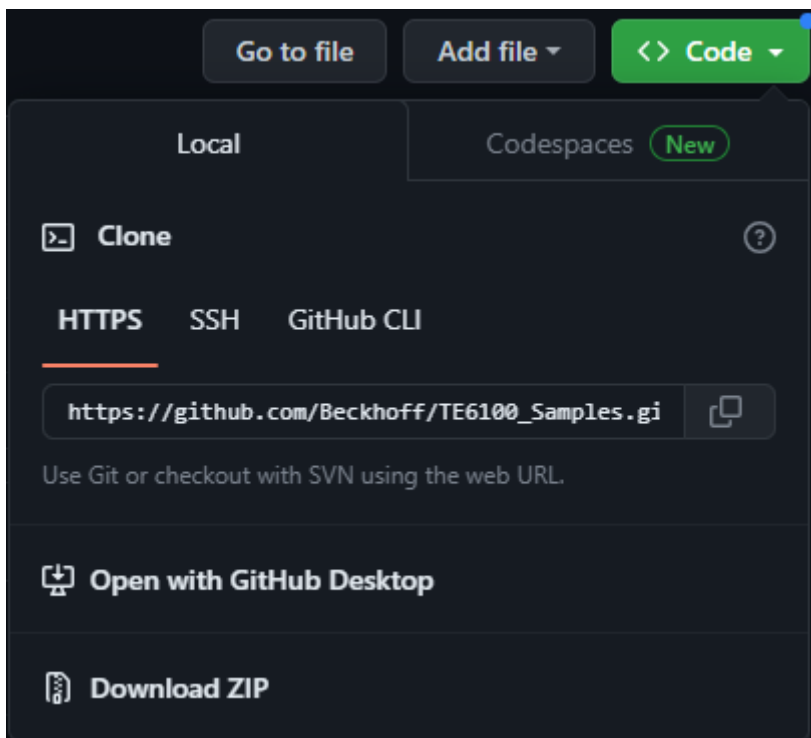 Go to file Add file <> Code
Local Codespaces New
Clone
HTTPS SSH GitHub CLI
https://github.com/Beckhoff/TE6100_Samples.gi
Use Git or checkout with SVN using the web URL.
Open with GitHub Desktop
Download ZIP